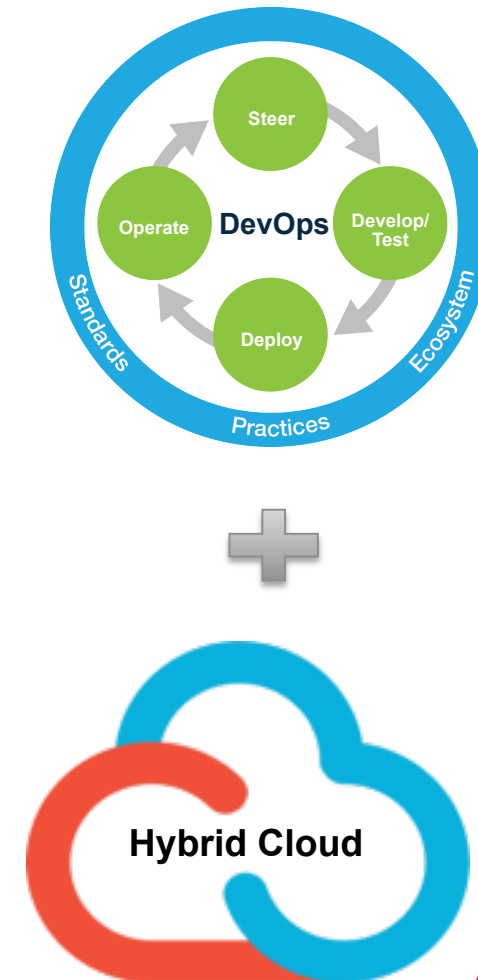 Steer
Operate
DevOps
Develop/
Test
Deploy
Standards
Practices
Ecosystem
Hybrid Cloud